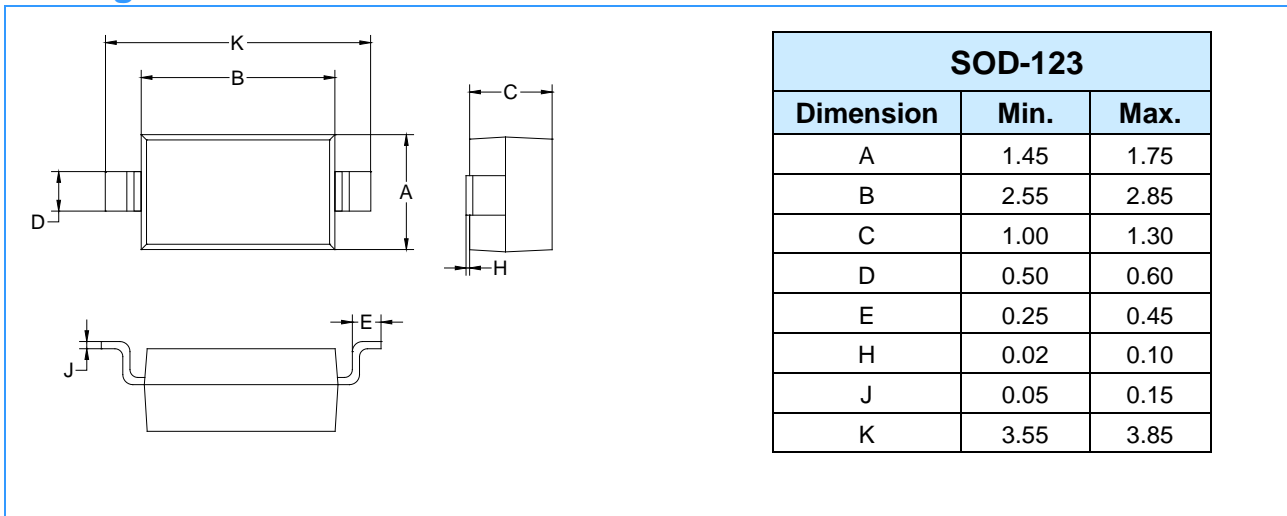 K
B
C
A
D
H
E
J
SOD-123
Dimension Min. Max.
A 1.45 1.75
B 2.55 2.85
C 1.00 1.30
D 0.50 0.60
E 0.25 0.45
H 0.02 0.10
J 0.05 0.15
K 3.55 3.85